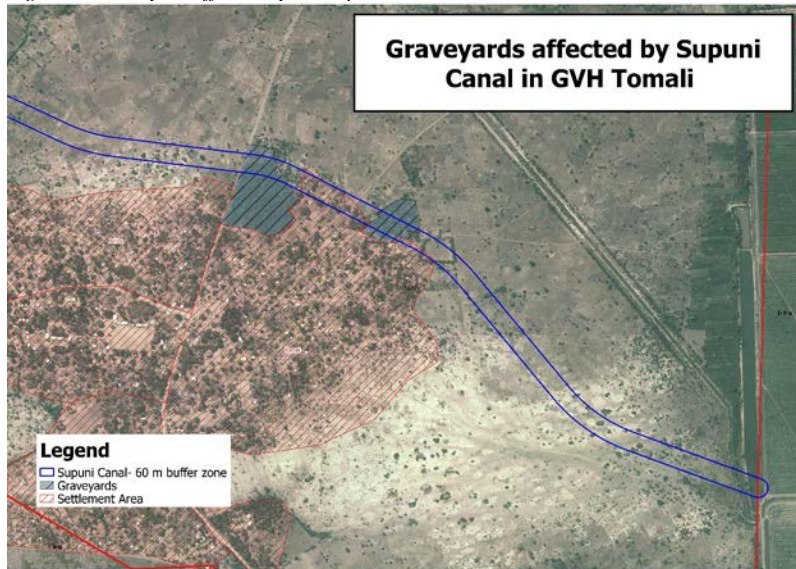 Graveyards affected by Supuni
Canal in GVH Tomali
Legend
Supuni Canal- 60 m buffer zone
Graveyards
Settlement Area